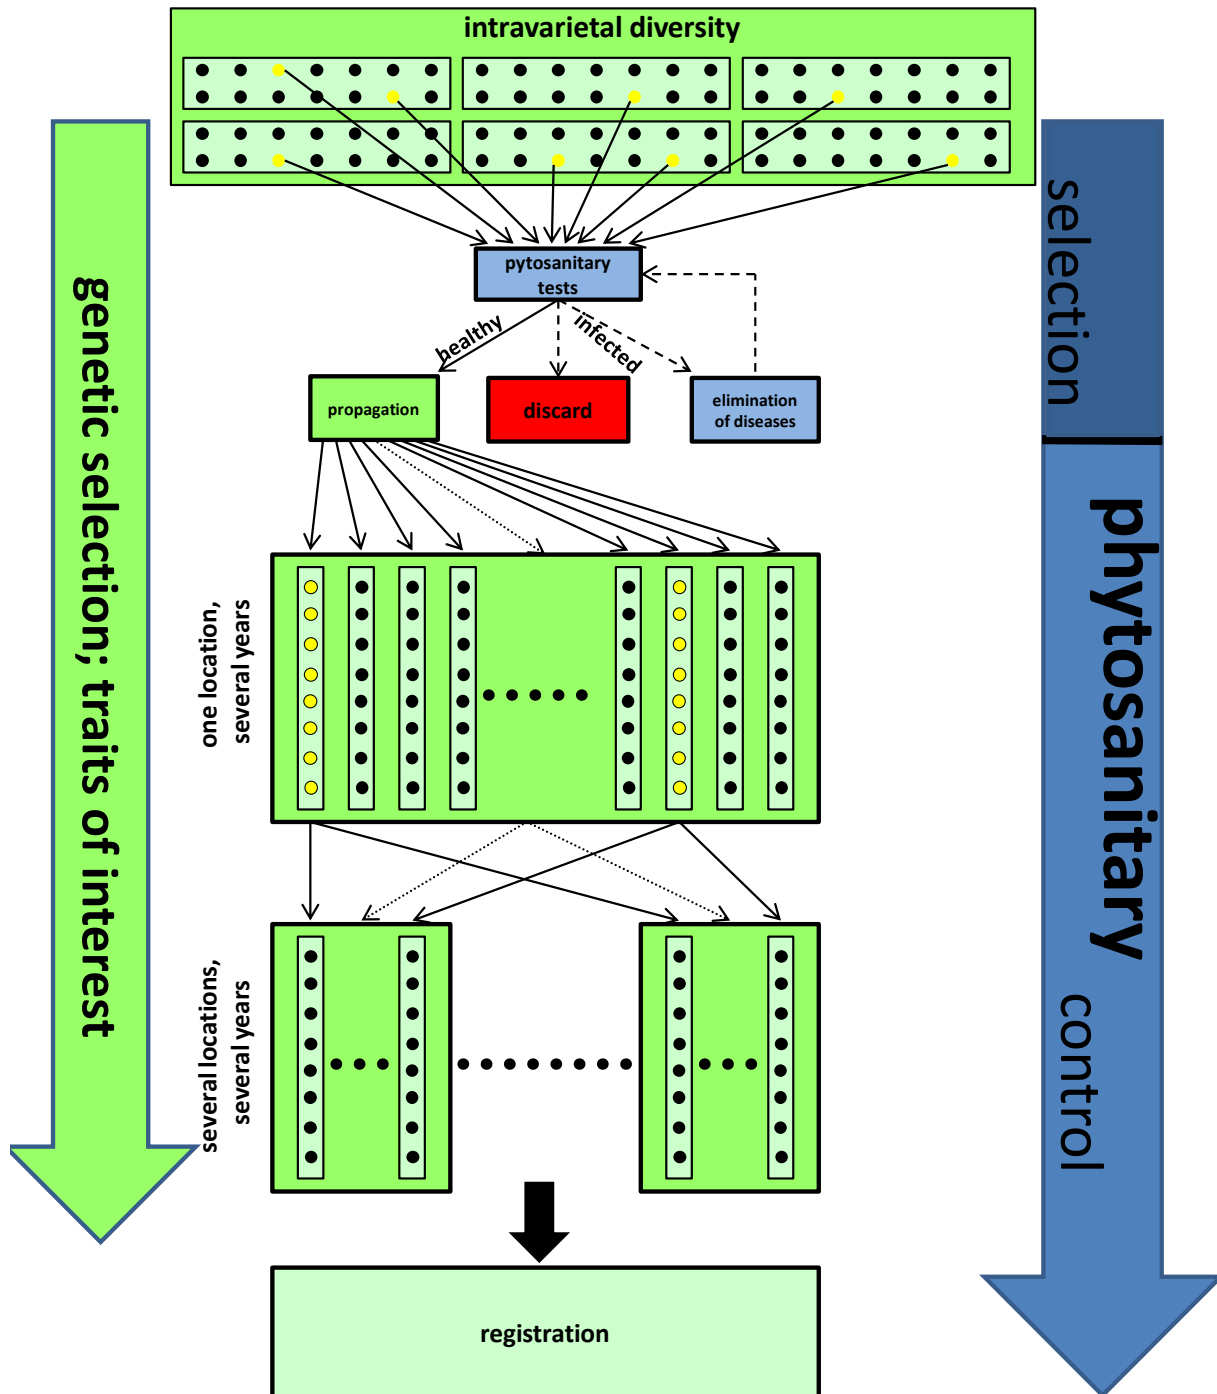 intravarietal diversity
pytosanitary
tests
healthy
infected
propagation
discard
elimination
of diseases
one location,
several years
several locations,
several years
registration
genetic selection; traits of interest
selection
phytosanitary
control